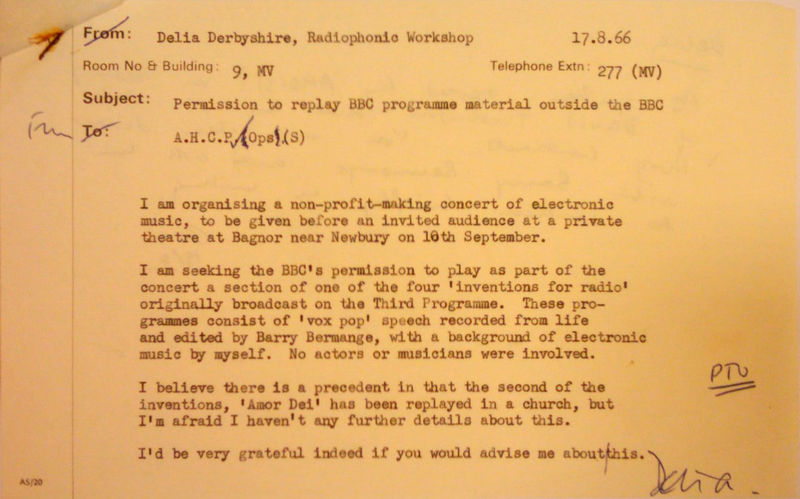 From: Delia Derbyshire, Radiophonic Workshop 17.8.66
Room No & Building: 9, MV Telephone Extn: 277 (MV)
Subject: Permission to replay BBC programme material outside the BBC
To: A.H.C.P.(Ops).(S)
I am organising a non-profit-making concert of electronic
music, to be given before an invited audience at a private
theatre at Bagnor near Newbury on 10th September.
I am seeking the BBC's permission to play as part of the
concert a section of one of the four 'inventions for radio'
originally broadcast on the Third Programme. These pro-
grammes consist of 'vox pop' speech recorded from life
and edited by Barry Bermange, with a background of electronic
music by myself. No actors or musicians were involved.
PTO
I believe there is a precedent in that the second of the
inventions, 'Amor Dei' has been replayed in a church, but
I'm afraid I haven't any further details about this.
I'd be very grateful indeed if you would advise me about this.
Delia.
AS/20